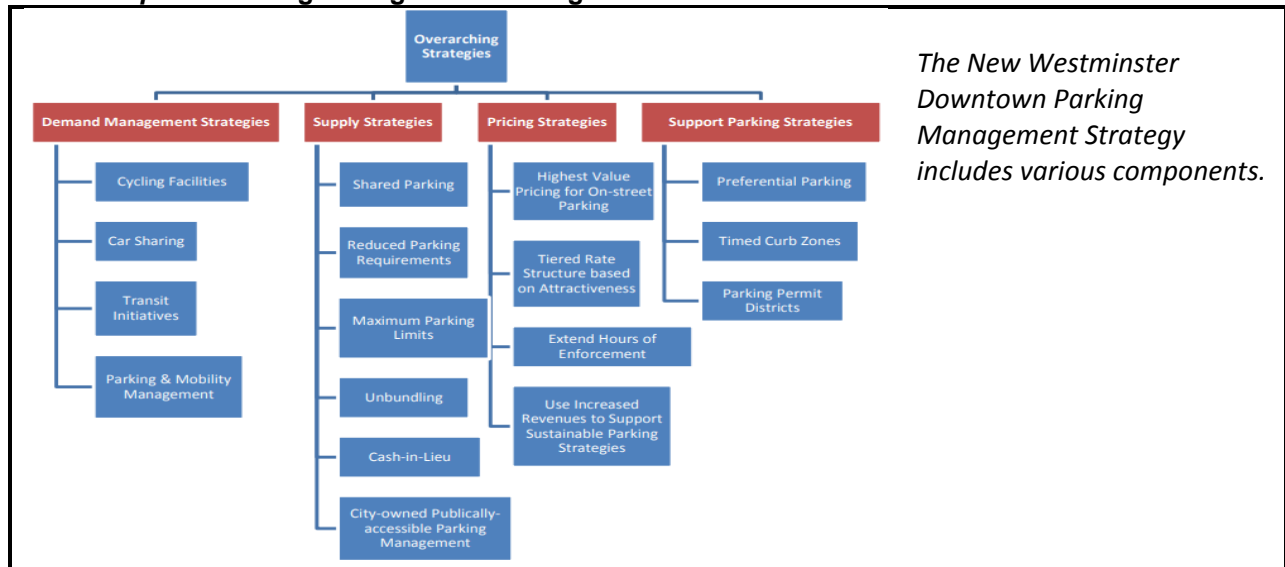 Overarching
Strategies
Demand Management Strategies
Cycling Facilities
Car Sharing
Transit
Initiatives
Parking & Mobility
Management
Supply Strategies
Shared Parking
Reduced Parking
Requirements
Maximum Parking
Limits
Unbundling
Cash-in-Lieu
City-owned Publically-
accessible Parking
Management
Pricing Strategies
Highest Value
Pricing for On-street
Parking
Tiered Rate
Structure based
on Attractiveness
Extend Hours of
Enforcement
Use Increased
Revenues to Support
Sustainable Parking
Strategies
Support Parking Strategies
Preferential Parking
Timed Curb Zones
Parking Permit
Districts
The New Westminster
Downtown Parking
Management Strategy
includes various components.